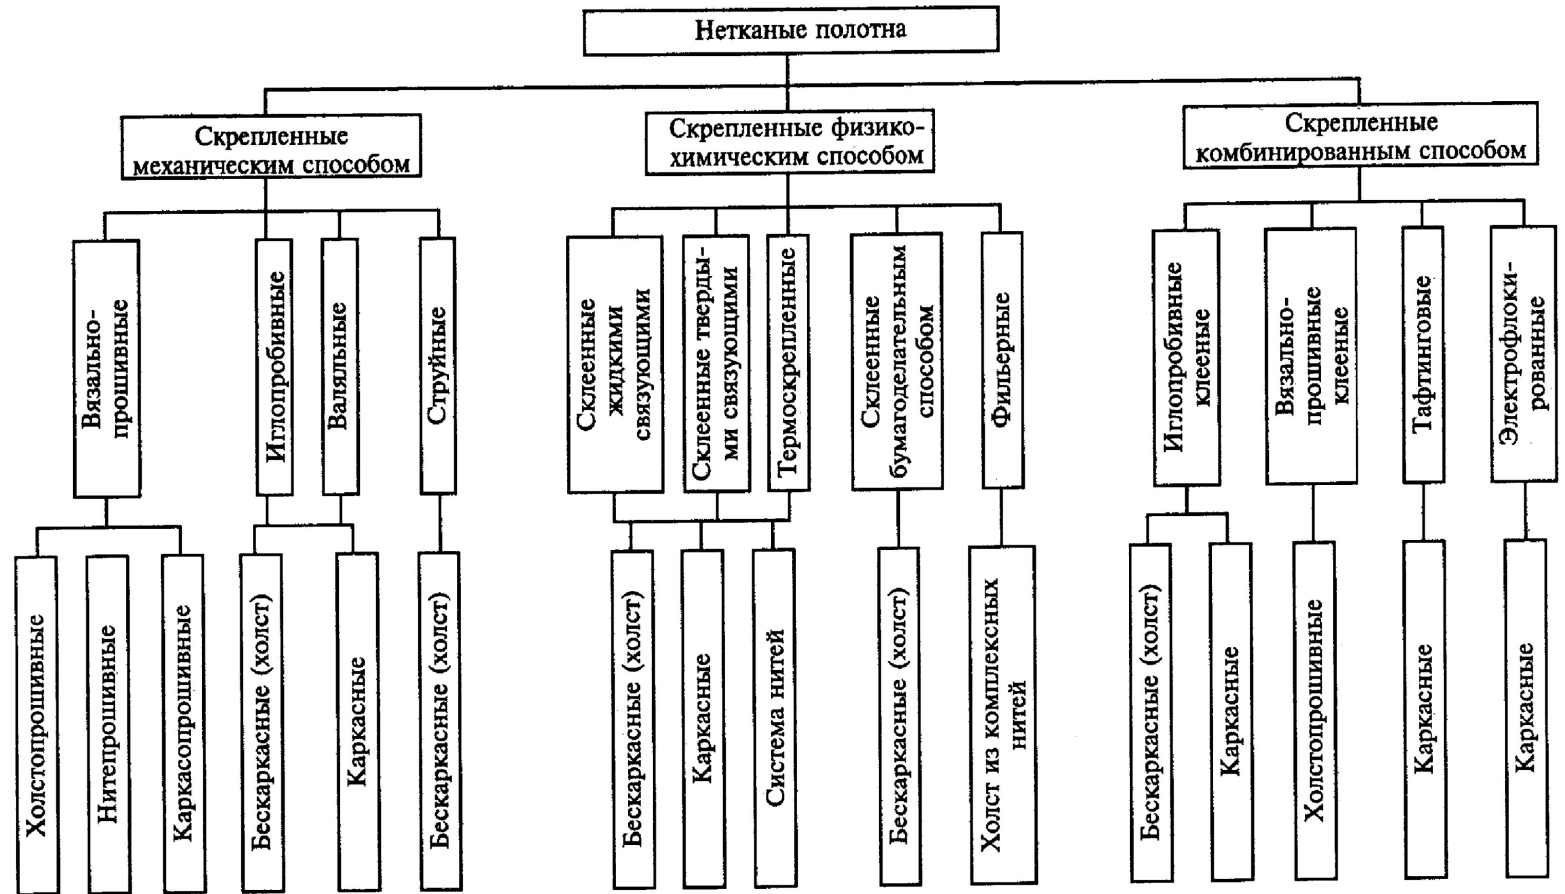 Нетканые полотна
Скрепленные
механическим способом
Скрепленные физико-
химическим способом
Скрепленные
комбинированным способом
Вязально-
прошивные
Иглопробивные
Валяльные
Струйные
Склеенные
жидкими
связующими
Склеенные тверды-
ми связующими
Термоскрепленные
Склеенные
бумагоделательным
способом
Фильерные
Иглопробивные
клееные
Вязально-
прошивные
клееные
Тафтинговые
Электрофлоки-
рованные
Холстопрошивные
Нитепрошивные
Каркасопрошивные
Бескаркасные (холст)
Каркасные
Бескаркасные (холст)
Бескаркасные (холст)
Каркасные
Система нитей
Бескаркасные (холст)
Холст из комплексных
нитей
Бескаркасные (холст)
Каркасные
Холстопрошивные
Каркасные
Каркасные